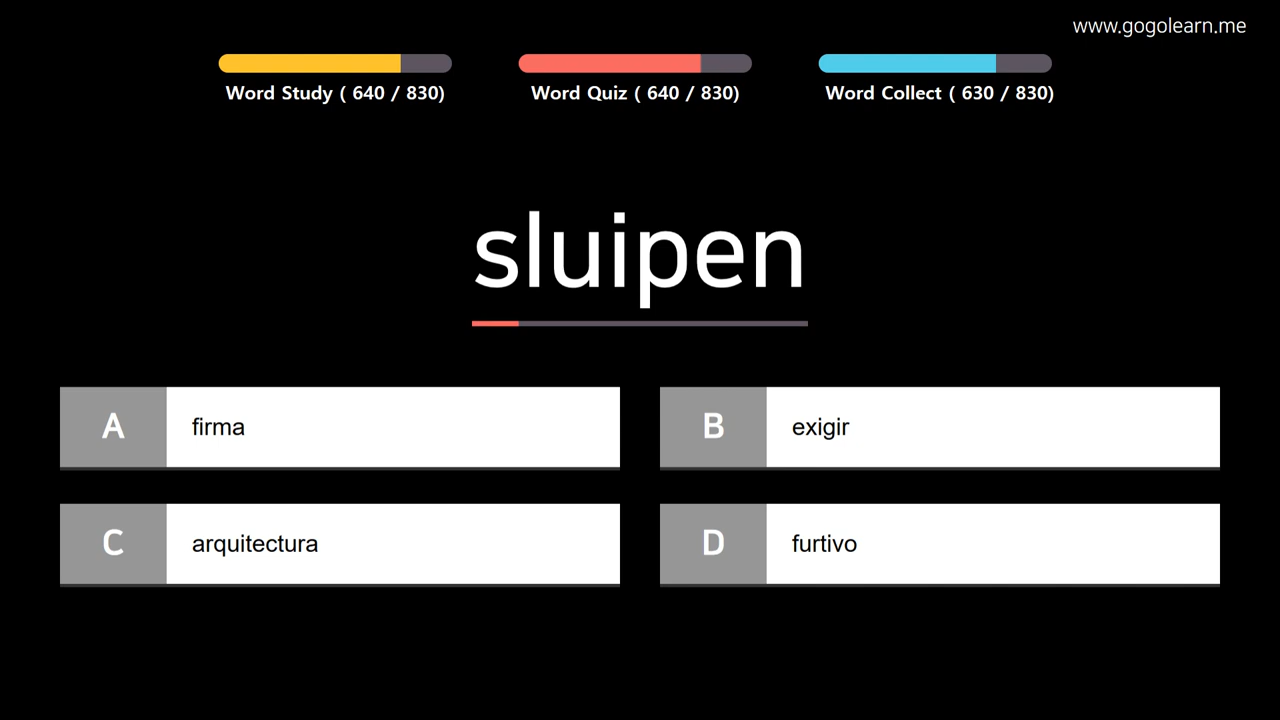 www.gogolearn.me
Word Study ( 640 / 830)
Word Quiz ( 640 / 830)
Word Collect ( 630 / 830)
sluipen
A firma
B exigir
C arquitectura
D furtivo